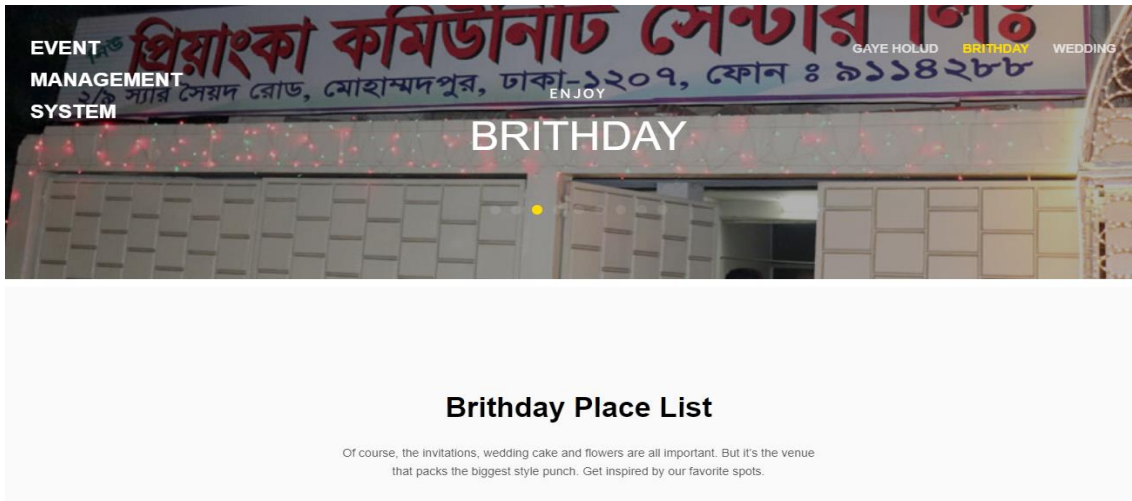 নিউ প্রিয়াংকা কমিউনিটি সেন্টার লিঃ
২/৯ স্যার সৈয়দ রোড, মোহাম্মদপুর, ঢাকা-১২০৭, ফোন ঃ ৯১১৪২৮৮
EVENT
MANAGEMENT
SYSTEM
GAYE HOLUD BRITHDAY WEDDING
ENJOY
BRITHDAY
Brithday Place List
Of course, the invitations, wedding cake and flowers are all important. But it's the venue
that packs the biggest style punch. Get inspired by our favorite spots.